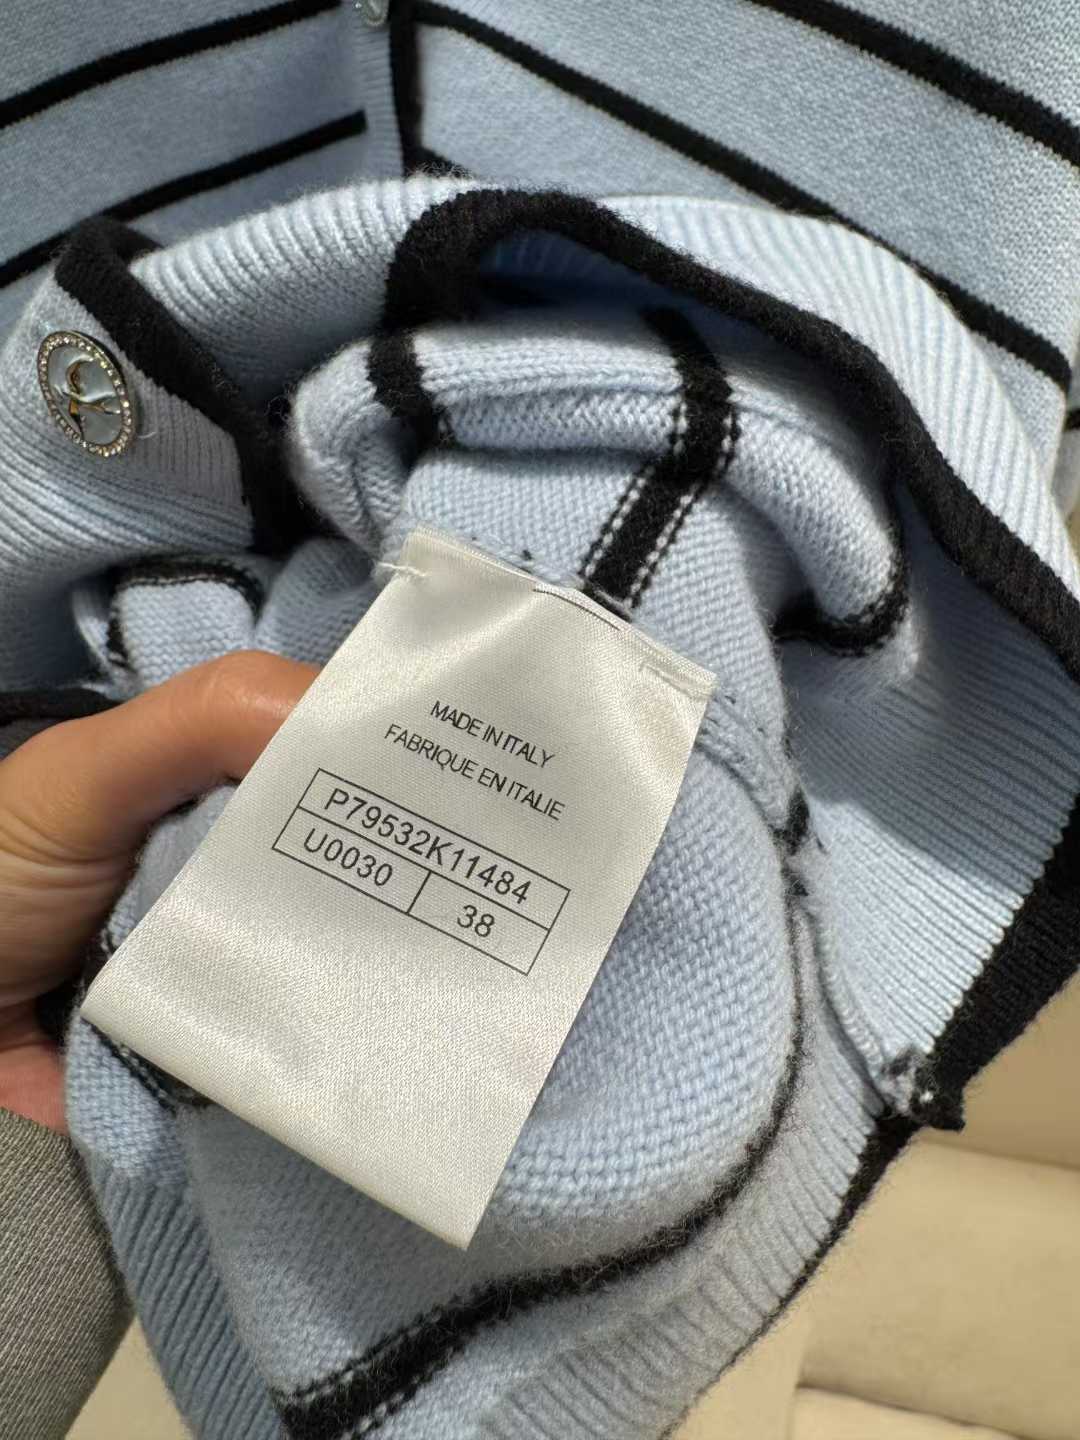 MADE IN ITALY
FABRIQUE EN ITALIE
P79532K11484
U0030 38